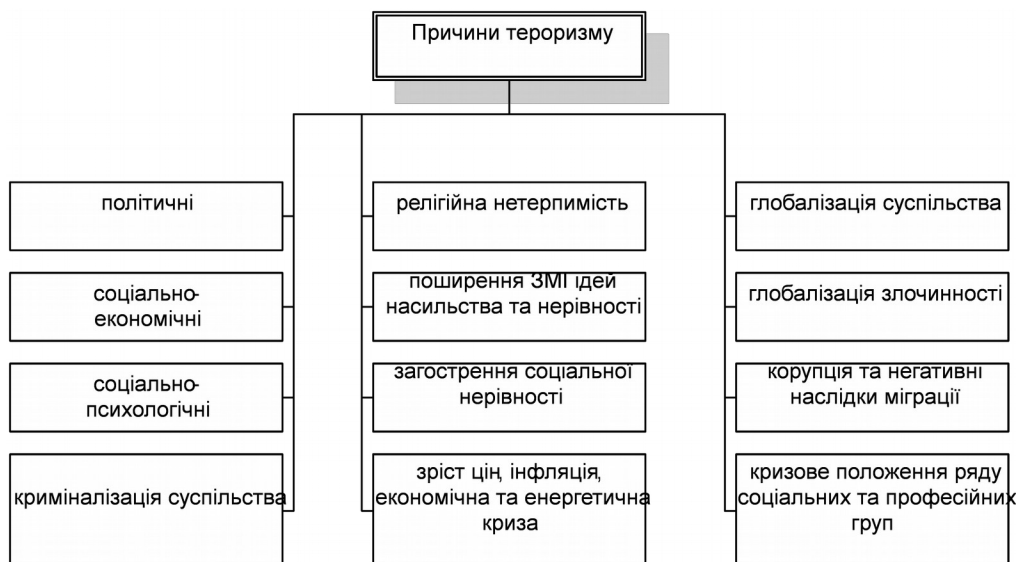 Причини тероризму
політичні
соціально-
економічні
соціально-
психологічні
криміналізація суспільства
релігійна нетерпимість
поширення ЗМІ ідей
насильства та нерівності
загострення соціальної
нерівності
зріст цін, інфляція,
економічна та енергетична
криза
глобалізація суспільства
глобалізація злочинності
корупція та негативні
наслідки міграції
кризове положення ряду
соціальних та професійних
груп